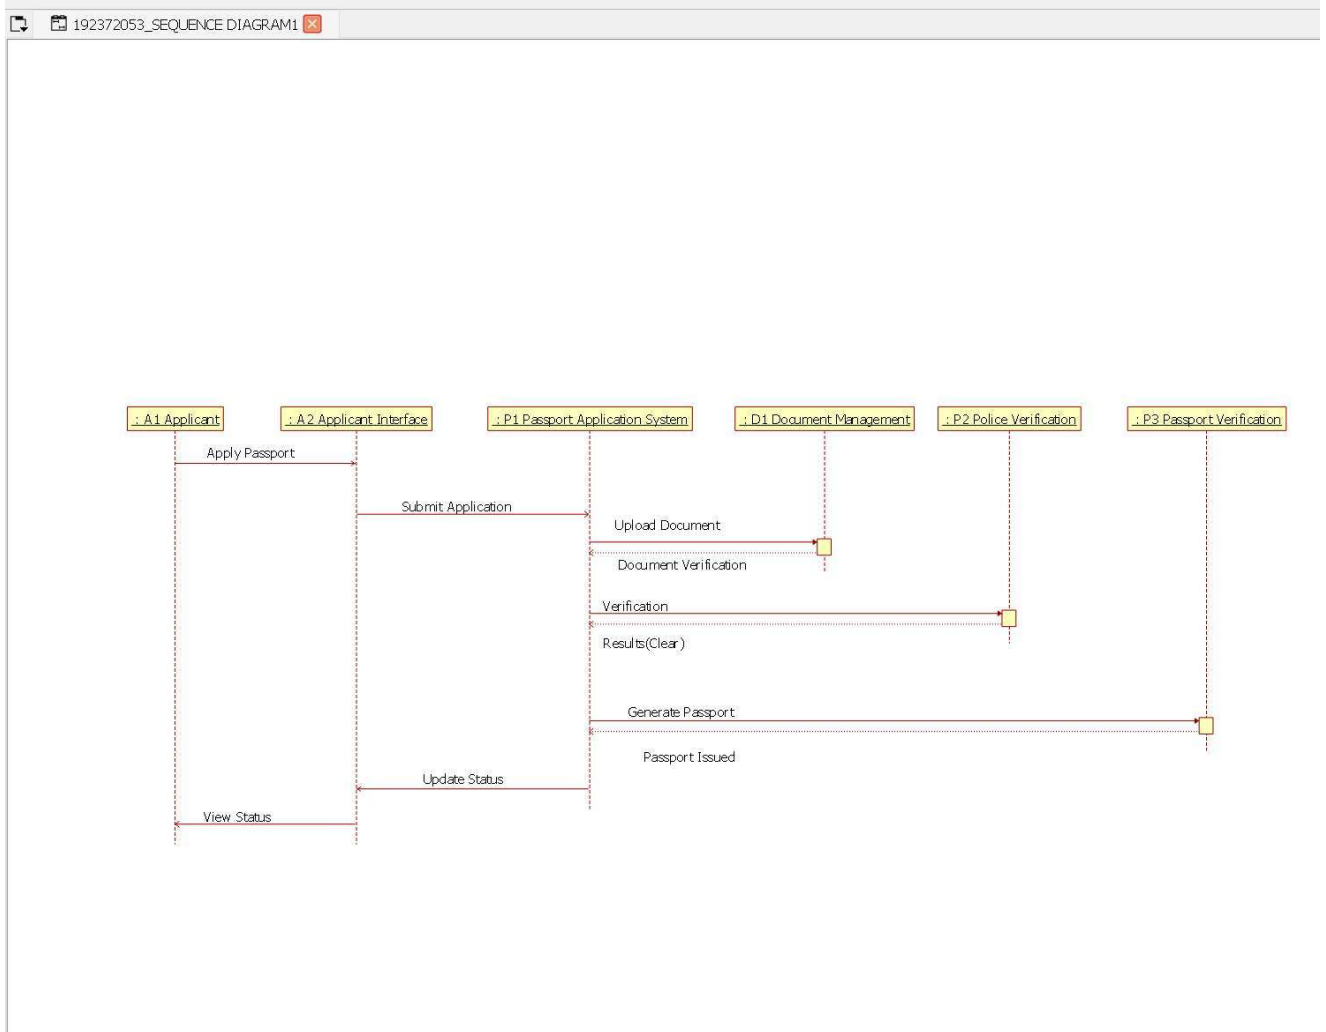 192372053_SEQUENCE DIAGRAM1
: A1 Applicant
: A2 Applicant Interface
: P1 Passport Application System
: D1 Document Management
: P2 Police Verification
: P3 Passport Verification
Apply Passport
Submit Application
Upload Document
Document Verification
Verification
Results(Clear)
Generate Passport
Passport Issued
Update Status
View Status